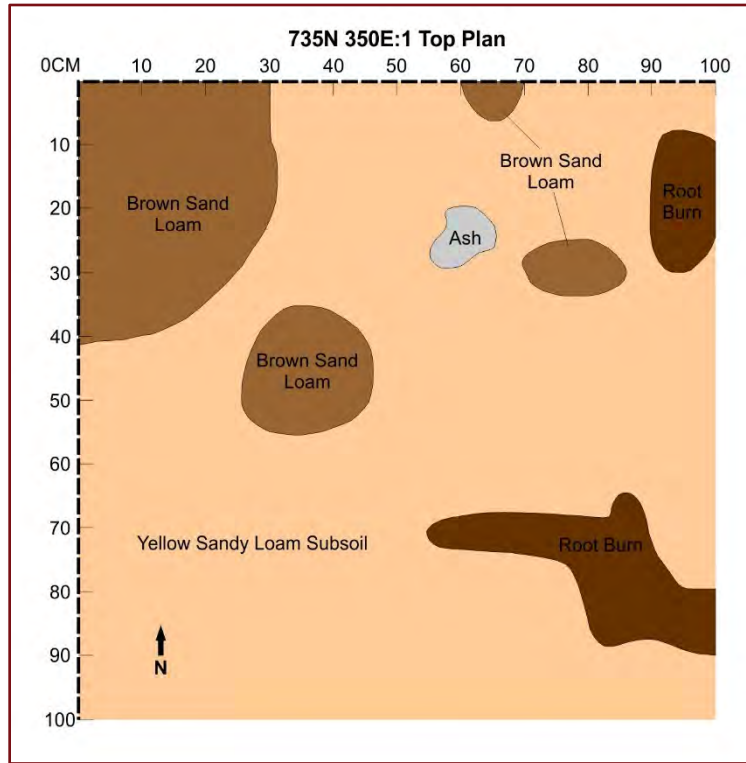 735N 350E:1 Top Plan
0CM 10 20 30 40 50 60 70 80 90 100
10
20
30
40
50
60
70
80
90
100
Brown Sand
Loam
Brown Sand
Loam
Root
Burn
Ash
Brown Sand
Loam
Yellow Sandy Loam Subsoil
Root Burn
N